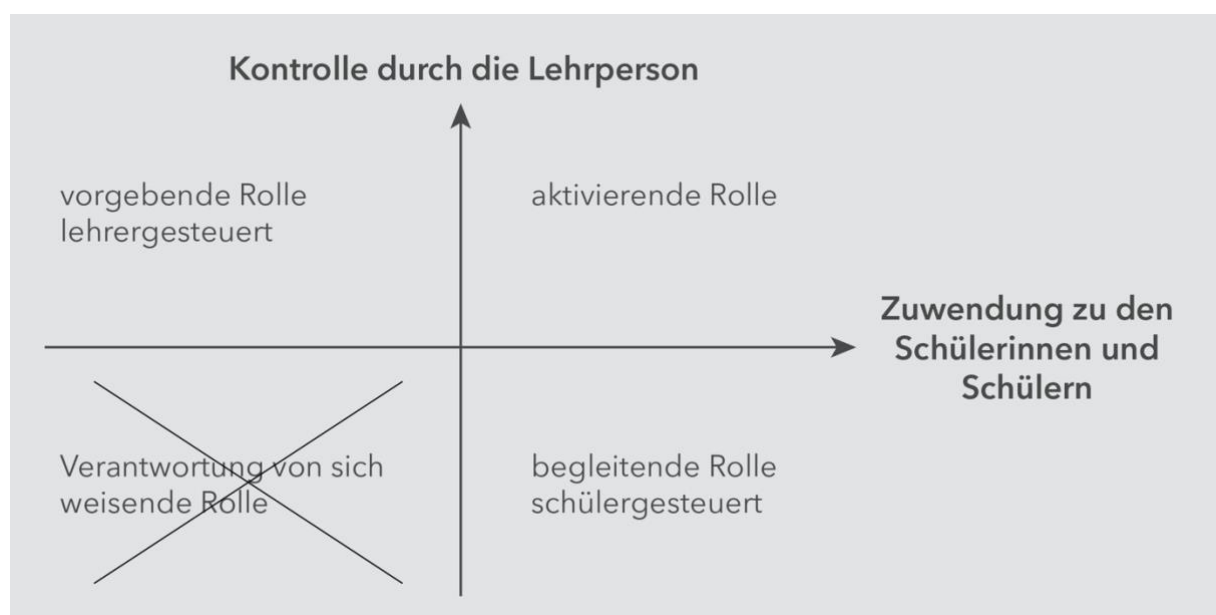 Kontrolle durch die Lehrperson
vorgebende Rolle
lehrergesteuert
aktivierende Rolle
Zuwendung zu den
Schülerinnen und
Schülern
Verantwortung von sich
weisende Rolle
begleitende Rolle
schülergesteuert